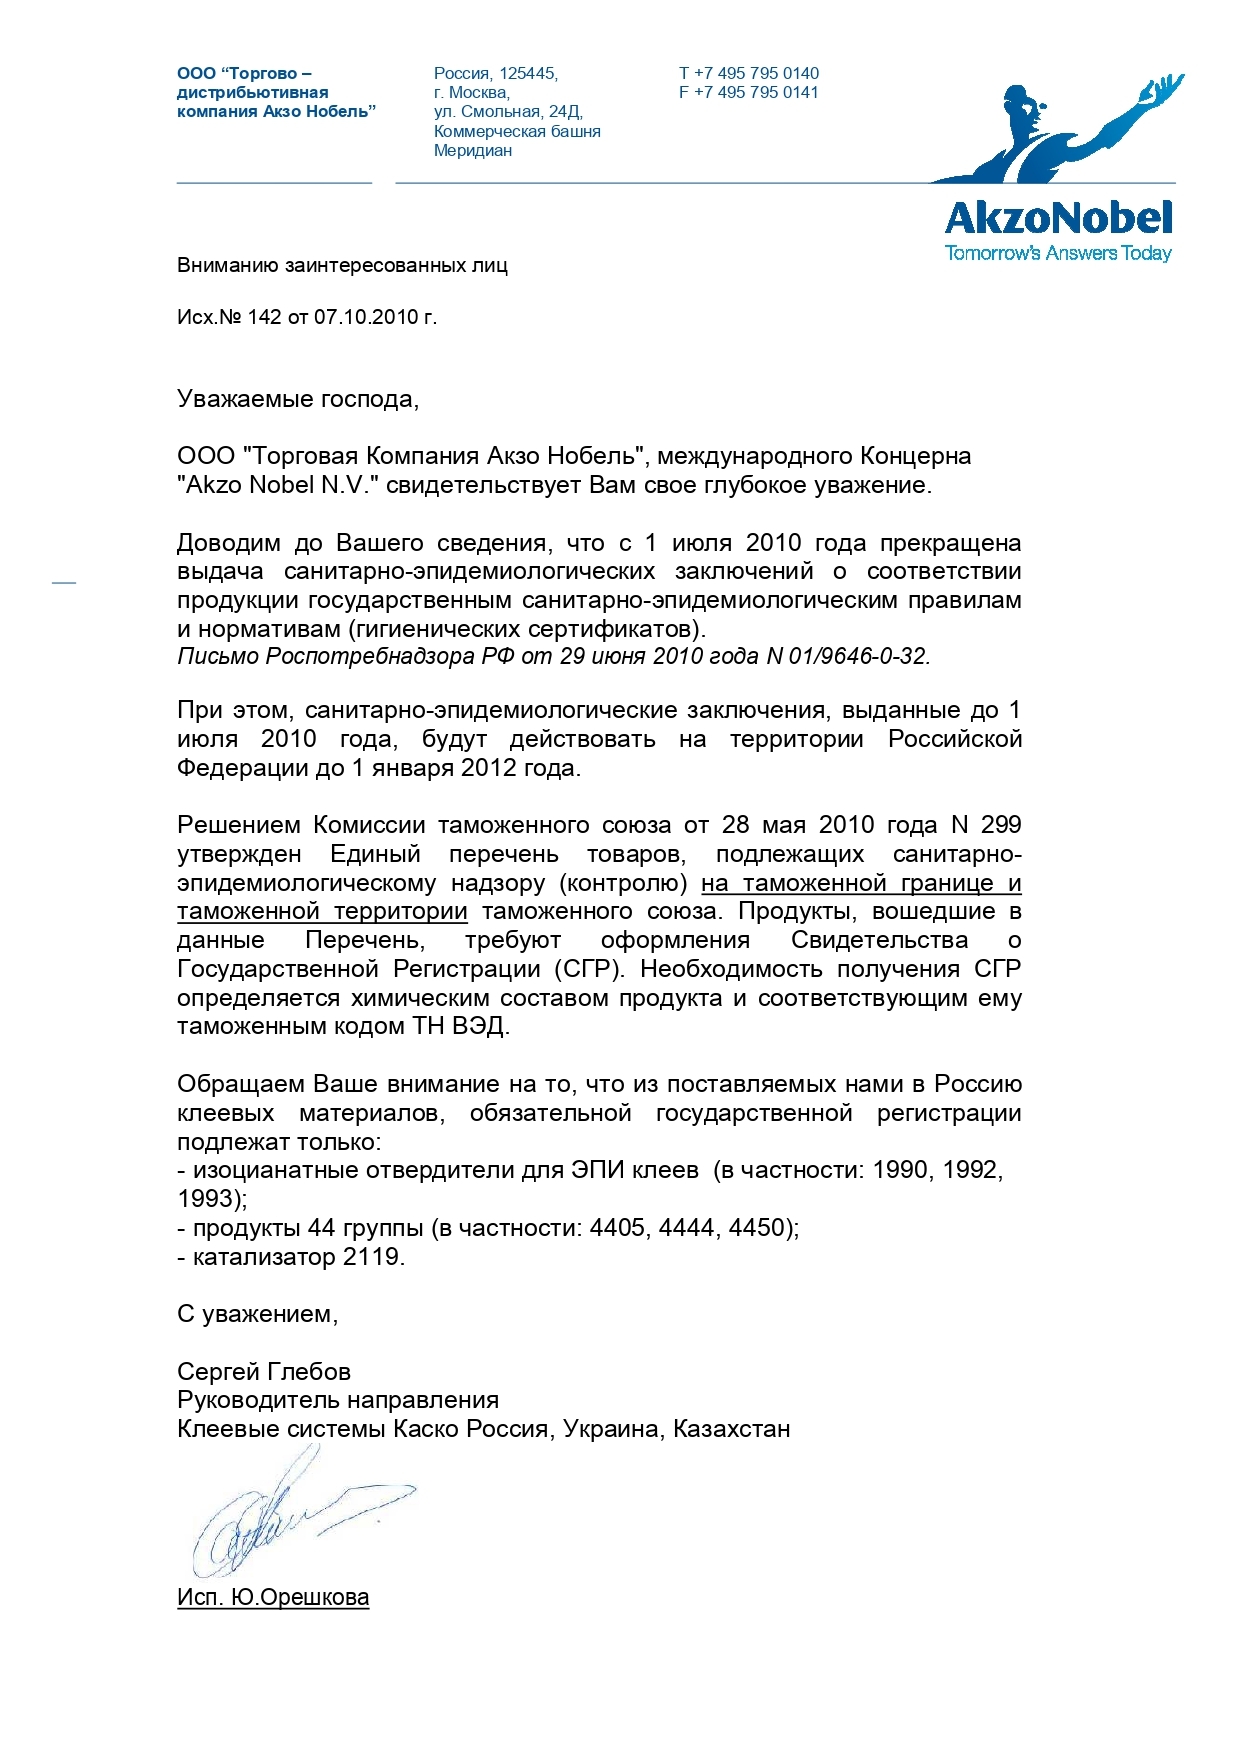 ООО “Торгово –
дистрибьютивная
компания Акзо Нобель”
Россия, 125445,
г. Москва,
ул. Смольная, 24Д,
Коммерческая башня
Меридиан
T +7 495 795 0140
F +7 495 795 0141
AkzoNobel
Tomorrow's Answers Today
Вниманию заинтересованных лиц
Исх.№ 142 от 07.10.2010 г.
Уважаемые господа,
ООО "Торговая Компания Акзо Нобель", международного Концерна
"Akzo Nobel N.V." свидетельствует Вам свое глубокое уважение.
Доводим до Вашего сведения, что с 1 июля 2010 года прекращена
выдача санитарно-эпидемиологических заключений о соответствии
продукции государственным санитарно-эпидемиологическим правилам
и нормативам (гигиенических сертификатов).
Письмо Роспотребнадзора РФ от 29 июня 2010 года N 01/9646-0-32.
При этом, санитарно-эпидемиологические заключения, выданные до 1
июля 2010 года, будут действовать на территории Российской
Федерации до 1 января 2012 года.
Решением Комиссии таможенного союза от 28 мая 2010 года N 299
утвержден Единый перечень товаров, подлежащих санитарно-
эпидемиологическому надзору (контролю) на таможенной границе и
таможенной территории таможенного союза. Продукты, вошедшие в
данные Перечень, требуют оформления Свидетельства о
Государственной Регистрации (СГР). Необходимость получения СГР
определяется химическим составом продукта и соответствующим ему
таможенным кодом ТН ВЭД.
Обращаем Ваше внимание на то, что из поставляемых нами в Россию
клеевых материалов, обязательной государственной регистрации
подлежат только:
- изоцианатные отвердители для ЭПИ клеев (в частности: 1990, 1992,
1993);
- продукты 44 группы (в частности: 4405, 4444, 4450);
- катализатор 2119.
С уважением,
Сергей Глебов
Руководитель направления
Клеевые системы Каско Россия, Украина, Казахстан
Исп. Ю.Орешкова